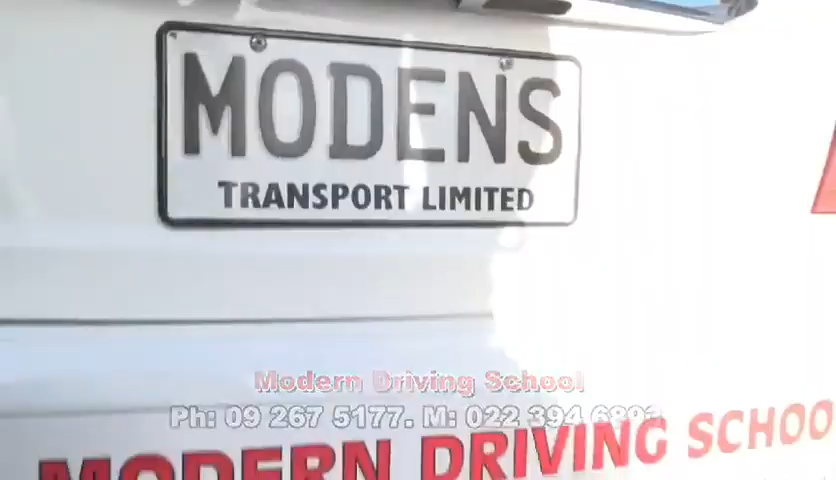 MODENS
TRANSPORT LIMITED
Modern Driving School
Ph: 09 267 5177. M: 022 394
MODERN DRIVING SCHOO